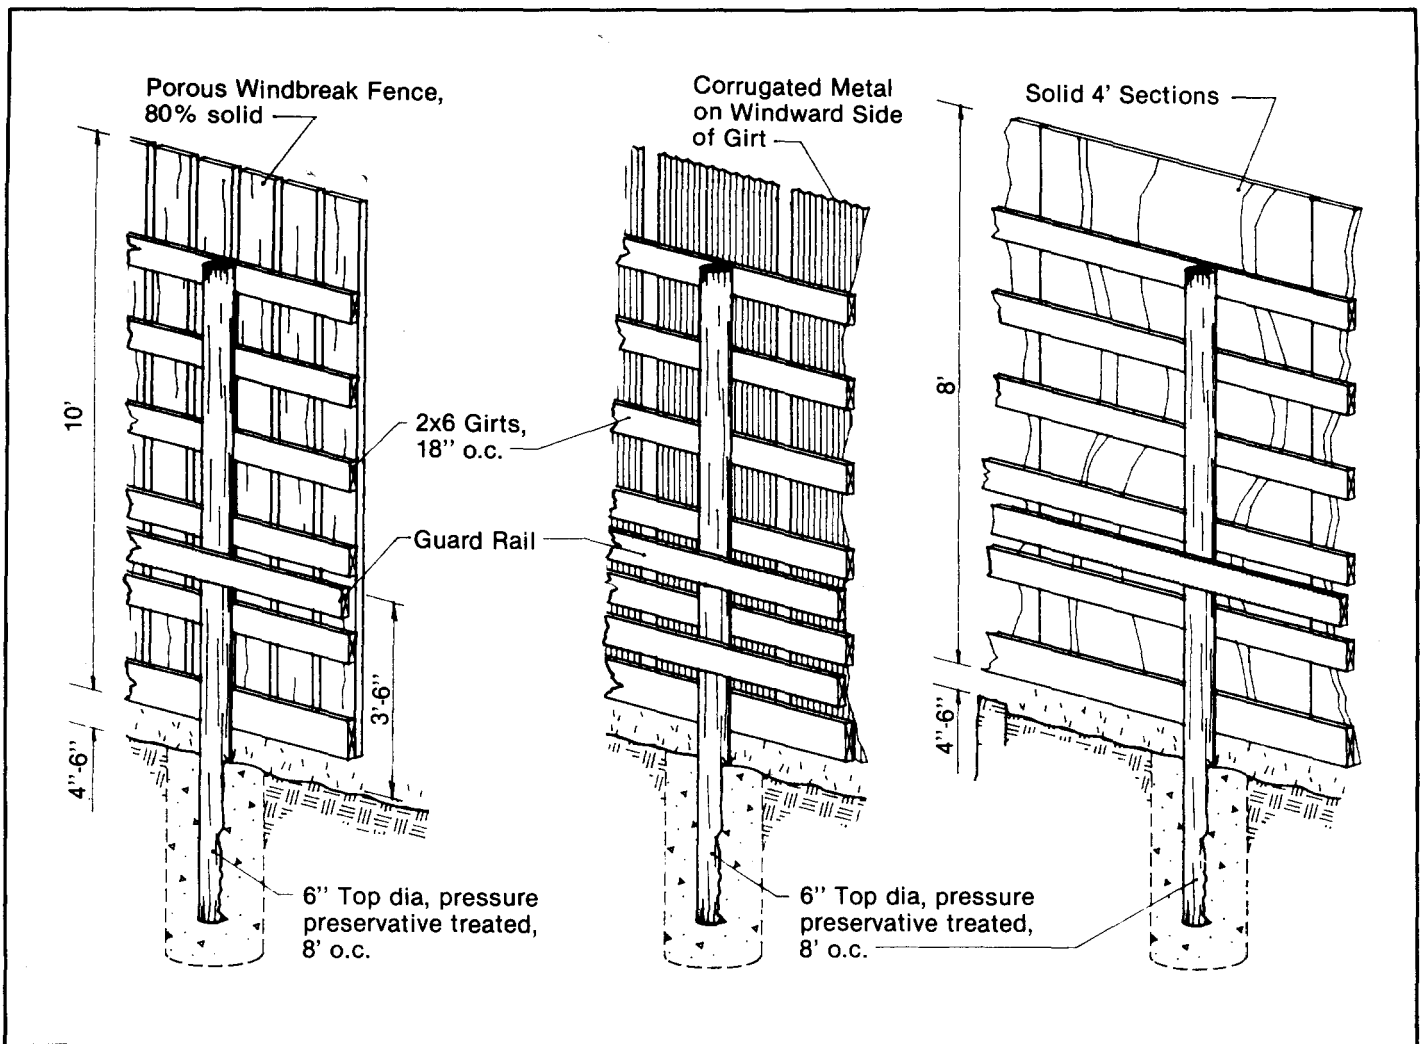 Porous Windbreak Fence,
80% solid
Corrugated Metal
on Windward Side
of Girt
Solid 4' Sections
10'
8'
2x6 Girts,
18'' o.c.
Guard Rail
3'-6''
4''-6''
4''-6''
6'' Top dia, pressure
preservative treated,
8' o.c.
6'' Top dia, pressure
preservative treated,
8' o.c.